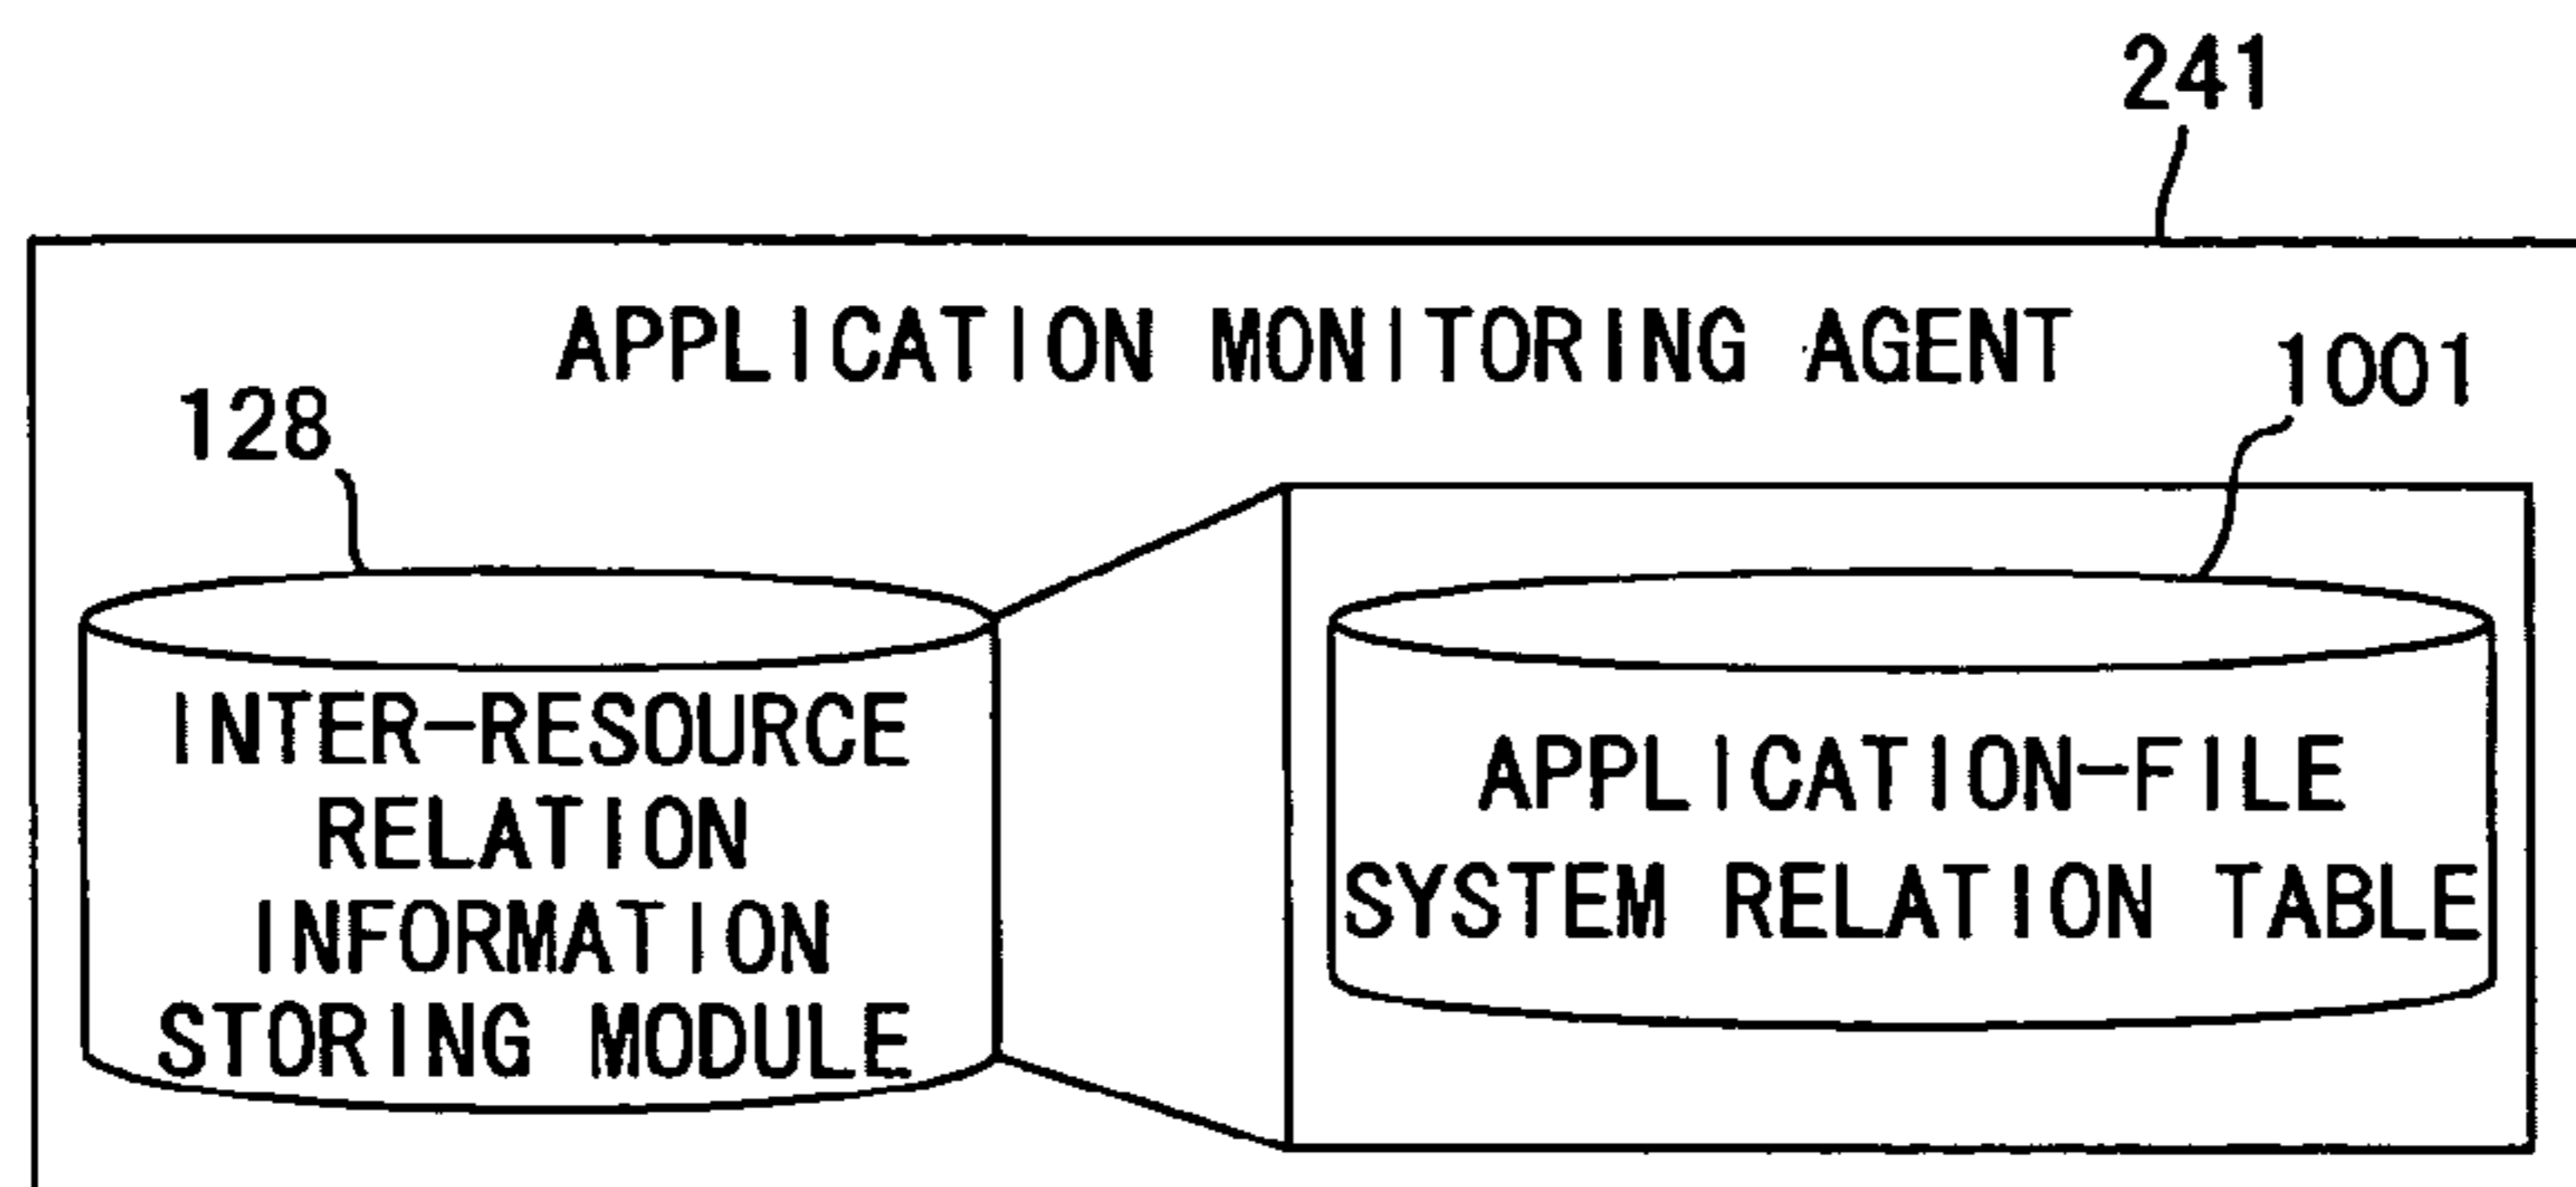 241
APPLICATION MONITORING AGENT
128
1001
INTER-RESOURCE
RELATION
INFORMATION
STORING MODULE
APPLICATION-FILE
SYSTEM RELATION TABLE